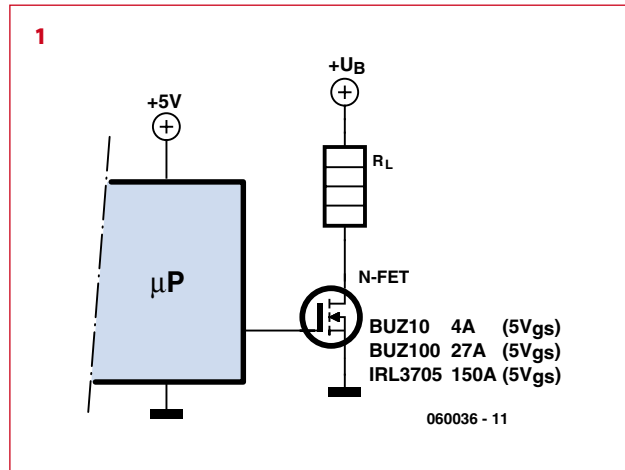 1
+5V
+UB
RL
μP
N-FET
BUZ10 4A (5Vgs)
BUZ100 27A (5Vgs)
IRL3705 150A (5Vgs)
060036 - 11